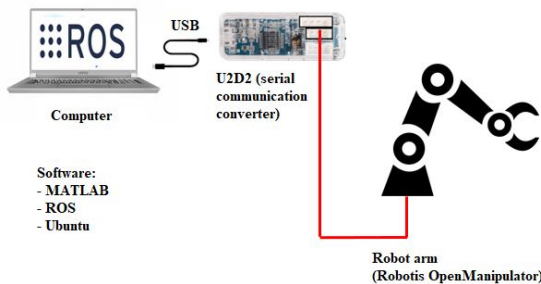 ROS
USB
U2D2 (serial
communication
converter)
Computer
Software:
- MATLAB
- ROS
- Ubuntu
Robot arm
(Robotis OpenManipulator)